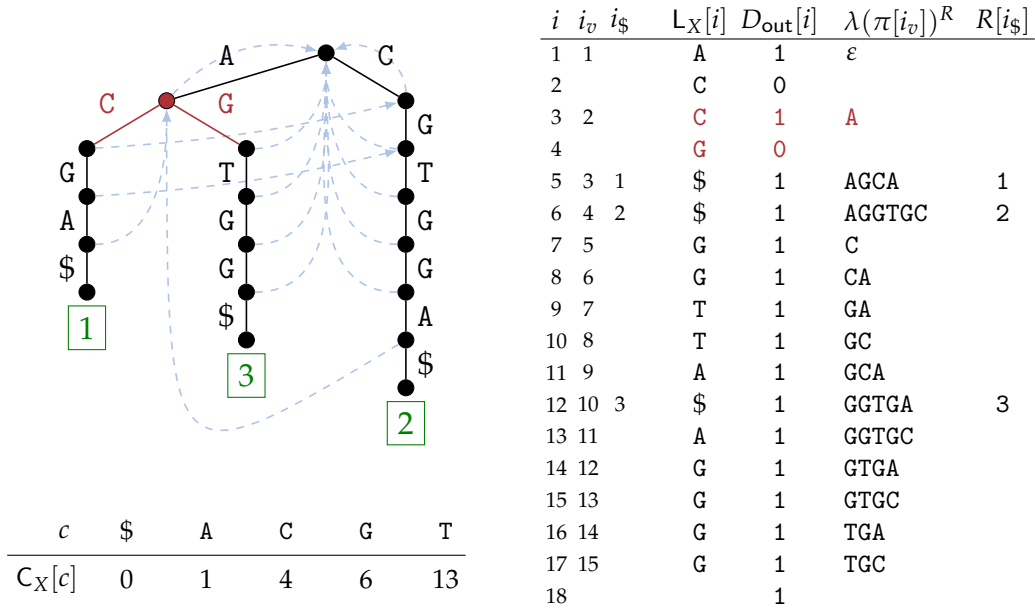 A C
C G
G
G T T
A G G
$ G G
$ A
1
$
3
2
c $ A C G T
C_X[c] 0 1 4 6 13
i i_v i_$ L_X[i] D_out[i] λ(π[i_v])^R R[i_$]
1 1 A 1 ε
2 C 0
3 2 C 1 A
4 G 0
5 3 1 $ 1 AGCA 1
6 4 2 $ 1 AGGTGC 2
7 5 G 1 C
8 6 G 1 CA
9 7 T 1 GA
10 8 T 1 GC
11 9 A 1 GCA
12 10 3 $ 1 GGTGA 3
13 11 A 1 GGTGC
14 12 G 1 GTGA
15 13 G 1 GTGC
16 14 G 1 TGA
17 15 G 1 TGC
18 1